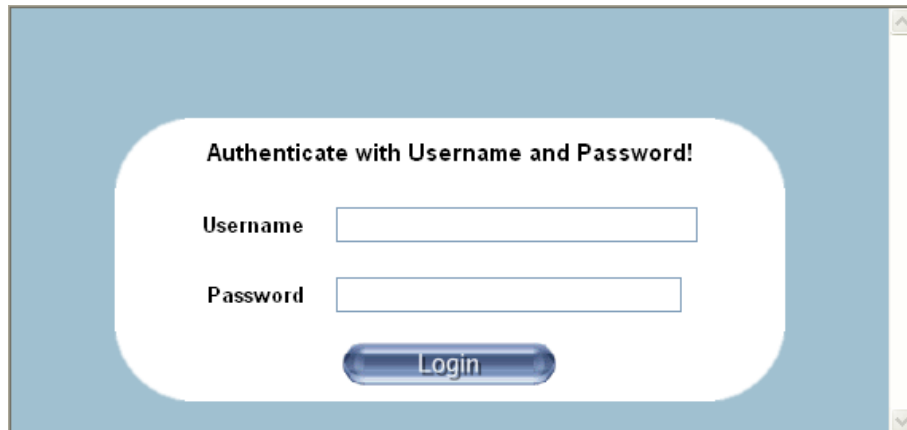 Authenticate with Username and Password!
Username
Password
Login